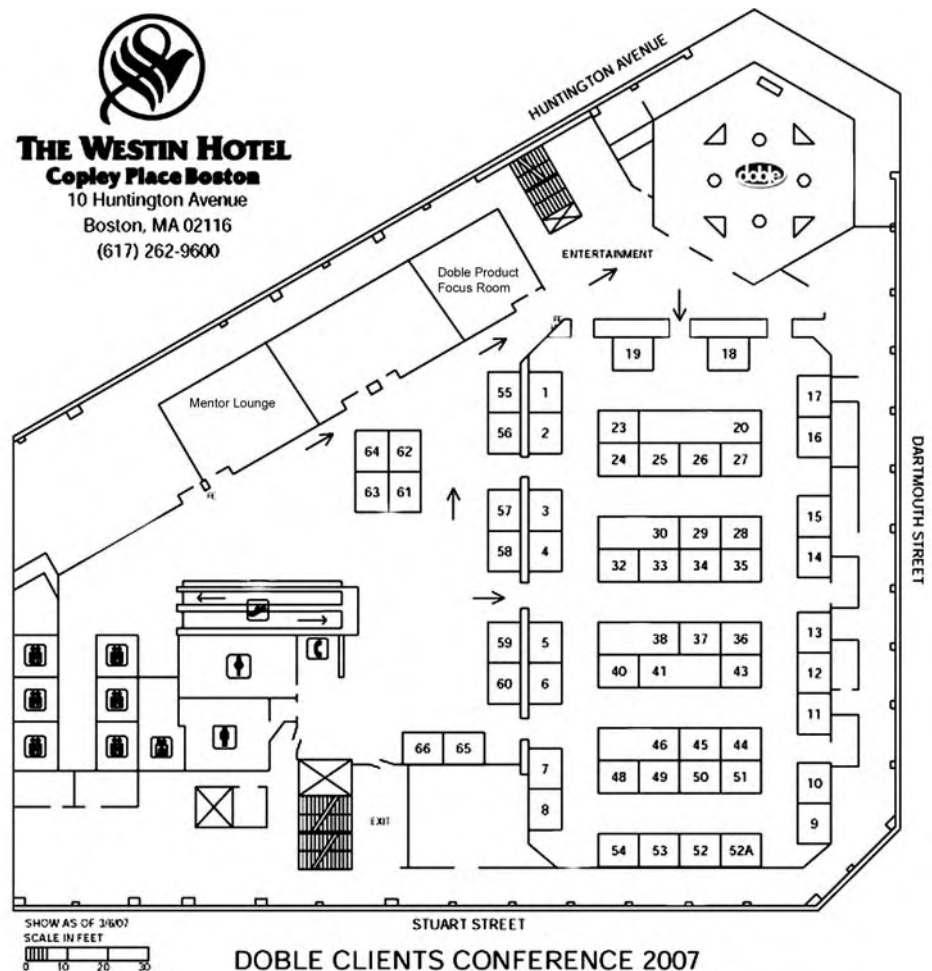 THE WESTIN HOTEL
Copley Place Boston
10 Huntington Avenue
Boston, MA 02116
(617) 262-9600
HUNTINGTON AVENUE
doble
ENTERTAINMENT
Doble Product
Focus Room
Mentor Lounge
FE
FE
19 18
55 1 17
56 2 16
23 20
24 25 26 27
64 62
63 61
57 3 15
58 4 14
30 29 28
32 33 34 35
DARTMOUTH STREET
59 5 13
60 6 12
38 37 36
40 41 43
11
66 65
7 10
8 9
46 45 44
48 49 50 51
EXIT
54 53 52 52A
STUART STREET
SHOW AS OF 3/6/07
SCALE IN FEET
0 10 20 30
DOBLE CLIENTS CONFERENCE 2007